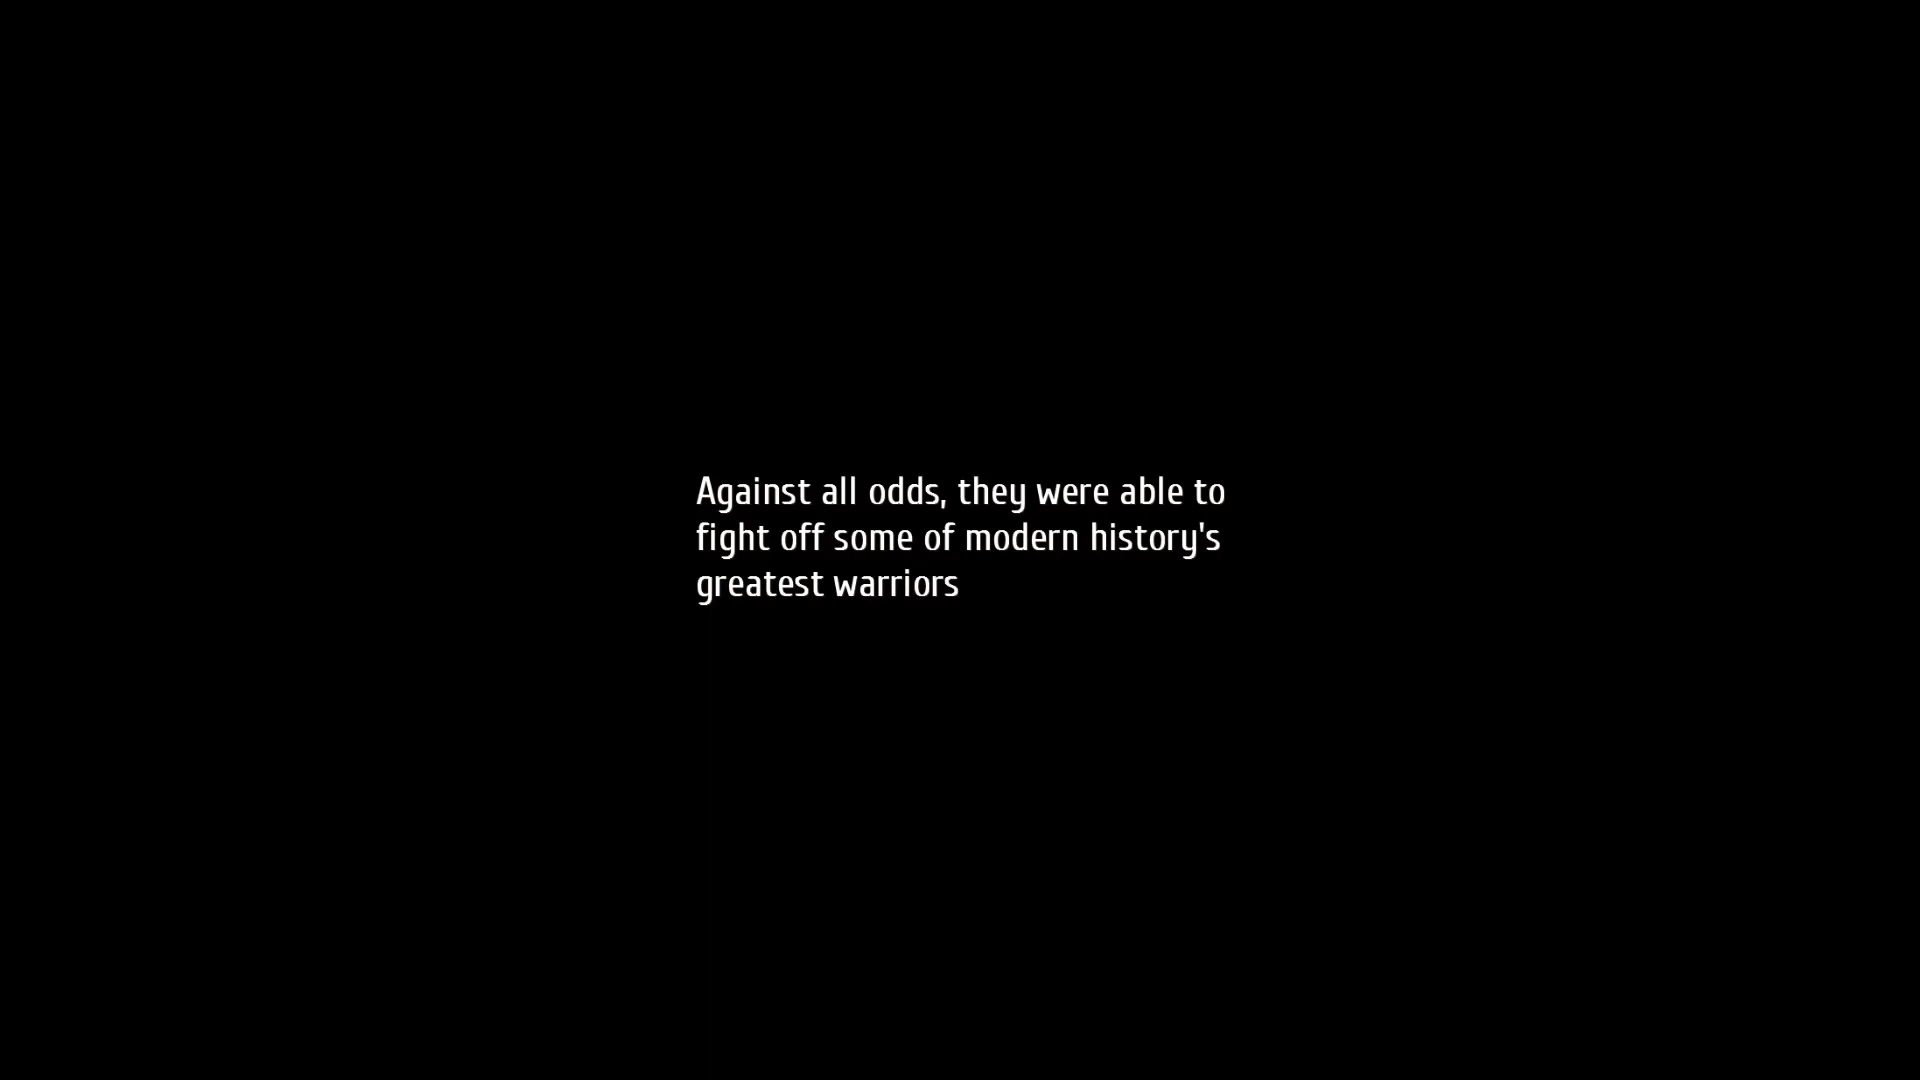 Against all odds, they were able to
fight off some of modern history's
greatest warriors